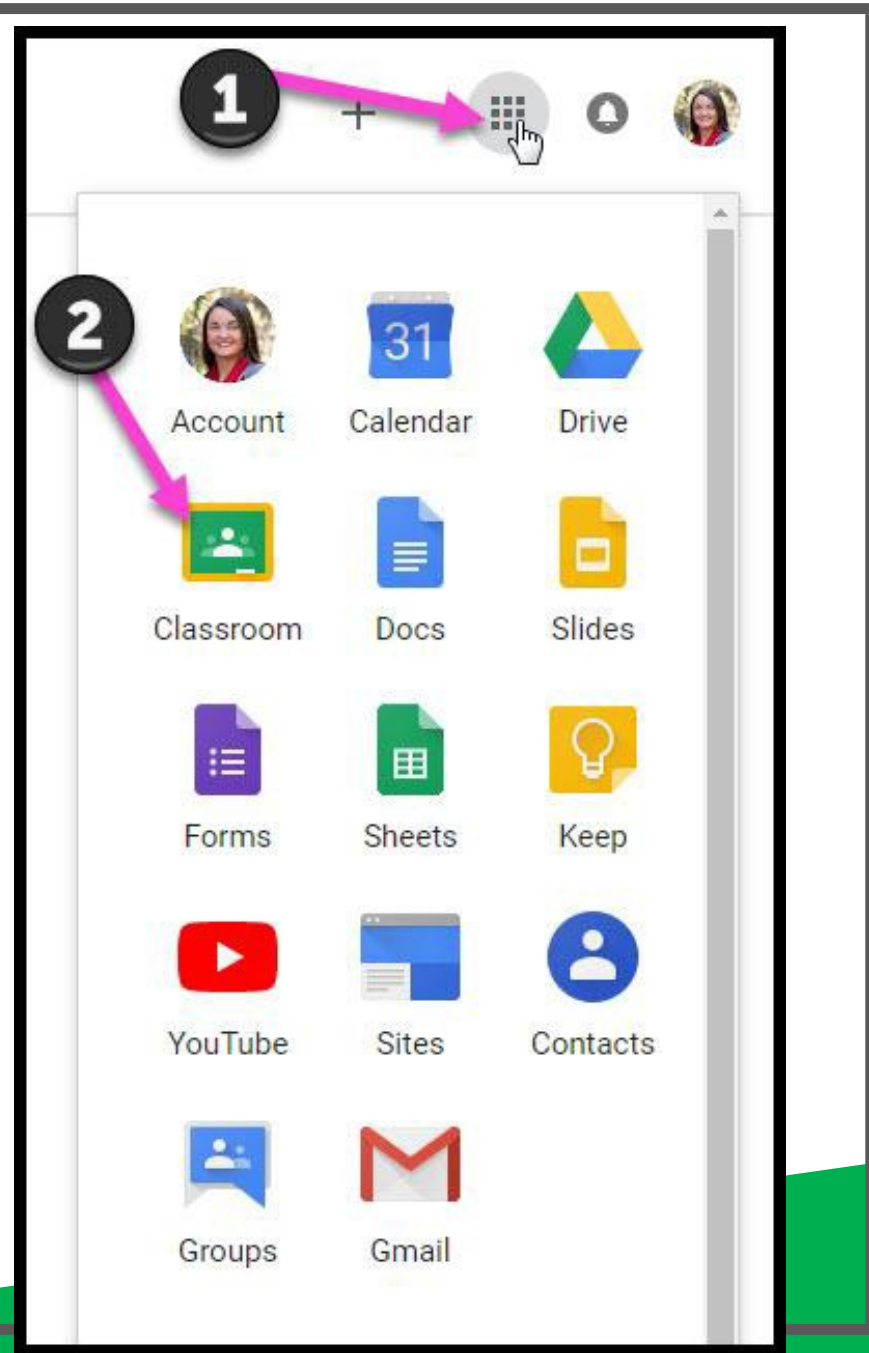 1
2
31
Account Calendar Drive
Classroom Docs Slides
Forms Sheets Keep
YouTube Sites Contacts
Groups Gmail